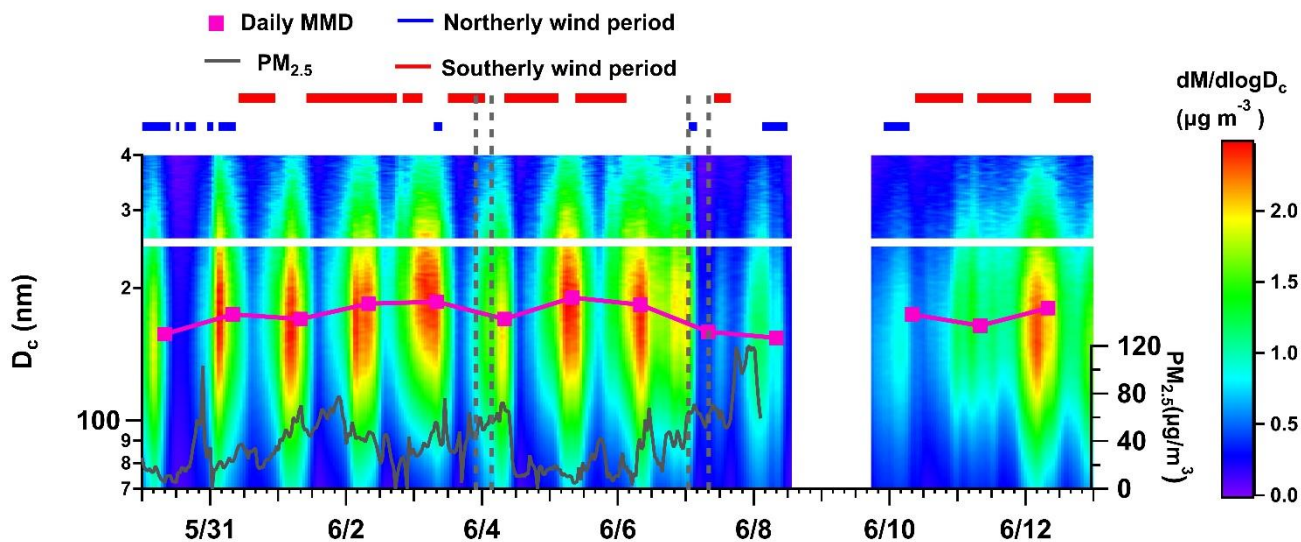 Daily MMD
Northerly wind period
PM2.5
Southerly wind period
dM/dlogDc
(μg m-3)
4
3
2
100
9
8
7
Dc (nm)
120
80
40
0
PM2.5(μg/m3)
2.0
1.5
1.0
0.5
0.0
5/31
6/2
6/4
6/6
6/8
6/10
6/12